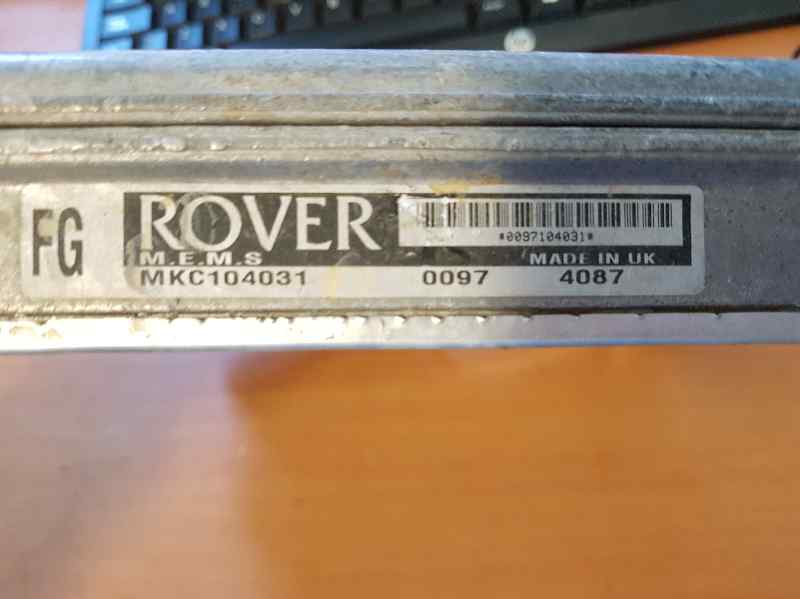 FG
ROVER
*0097104031*
M.E.M.S
MADE IN UK
MKC104031 0097 4087